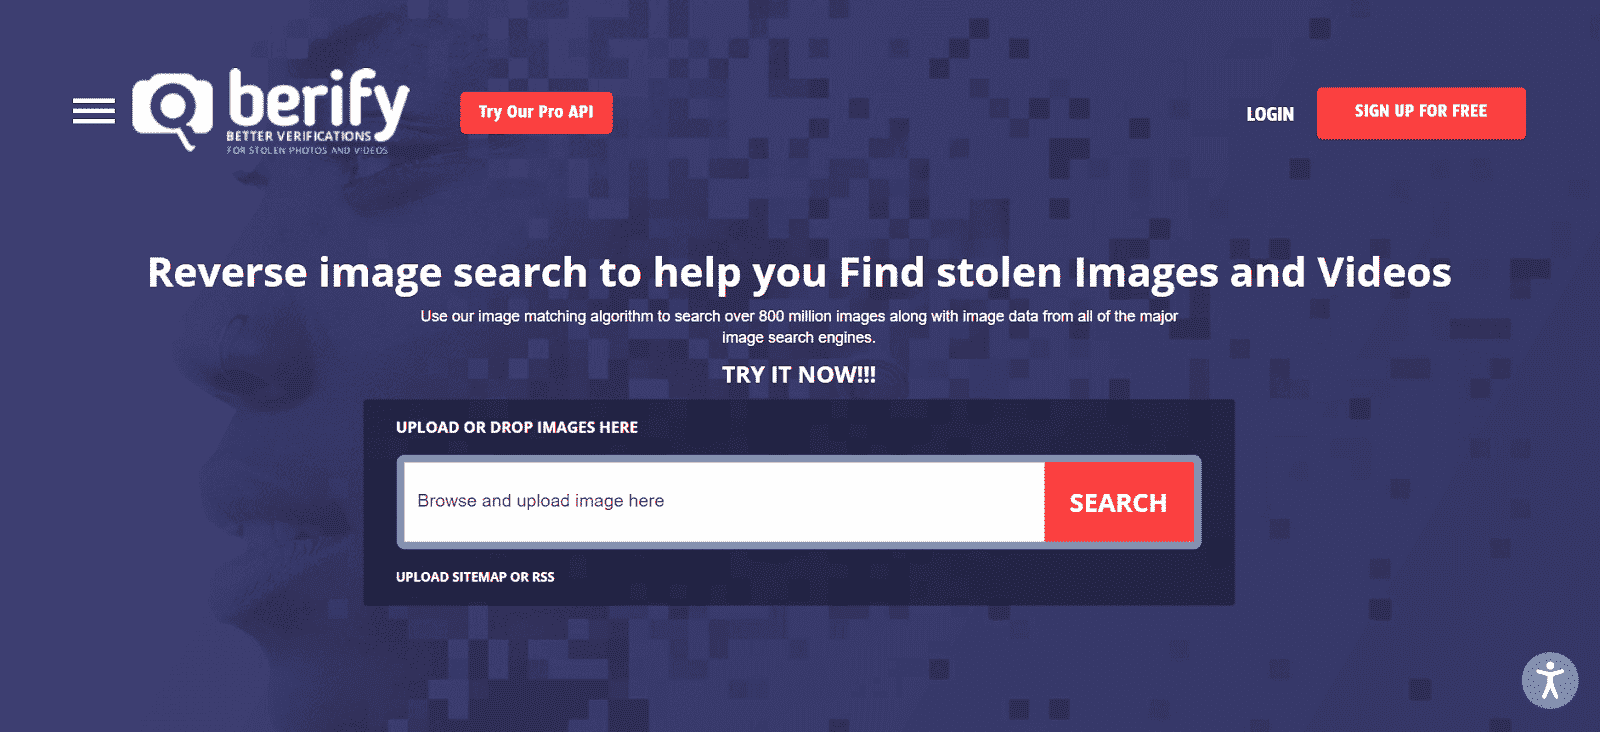 berify
BETTER VERIFICATIONS
FOR STOLEN PHOTOS AND VIDEOS
Try Our Pro API
LOGIN
SIGN UP FOR FREE
Reverse image search to help you Find stolen Images and Videos
Use our image matching algorithm to search over 800 million images along with image data from all of the major
image search engines.
TRY IT NOW!!!
UPLOAD OR DROP IMAGES HERE
Browse and upload image here
SEARCH
UPLOAD SITEMAP OR RSS